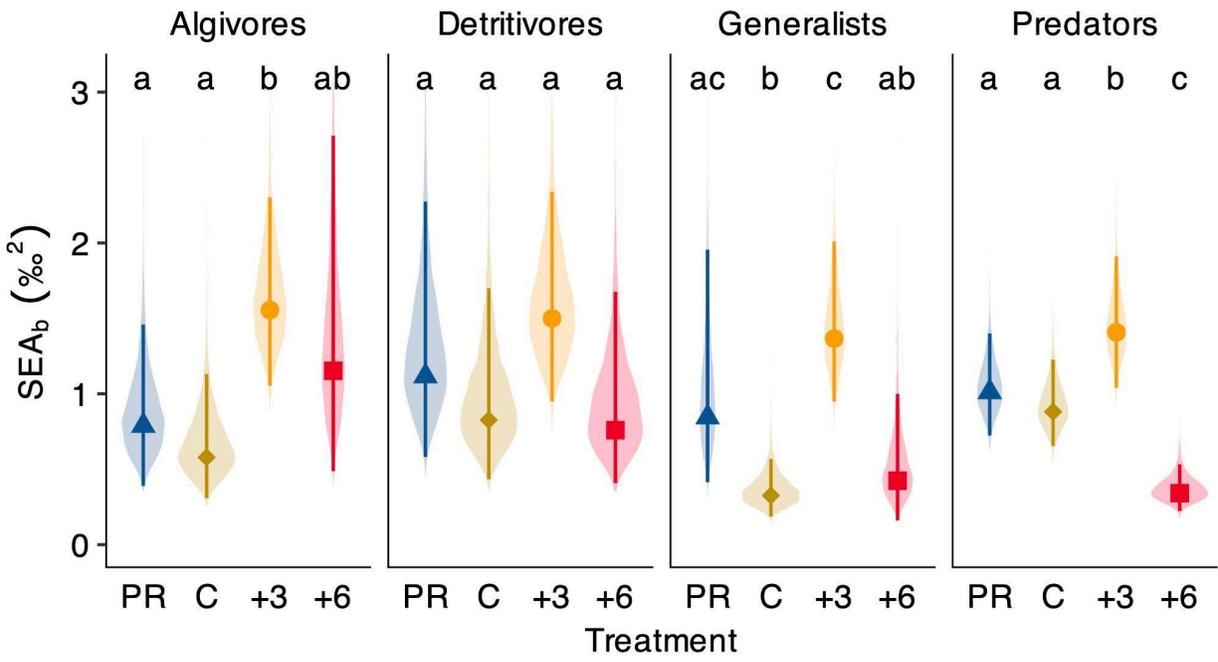 Algivores Detritivores Generalists Predators
a a b ab a a a a ac b c ab a a b c
3
2
1
0
SEAb (‰²)
PR C +3 +6 PR C +3 +6 PR C +3 +6 PR C +3 +6
Treatment